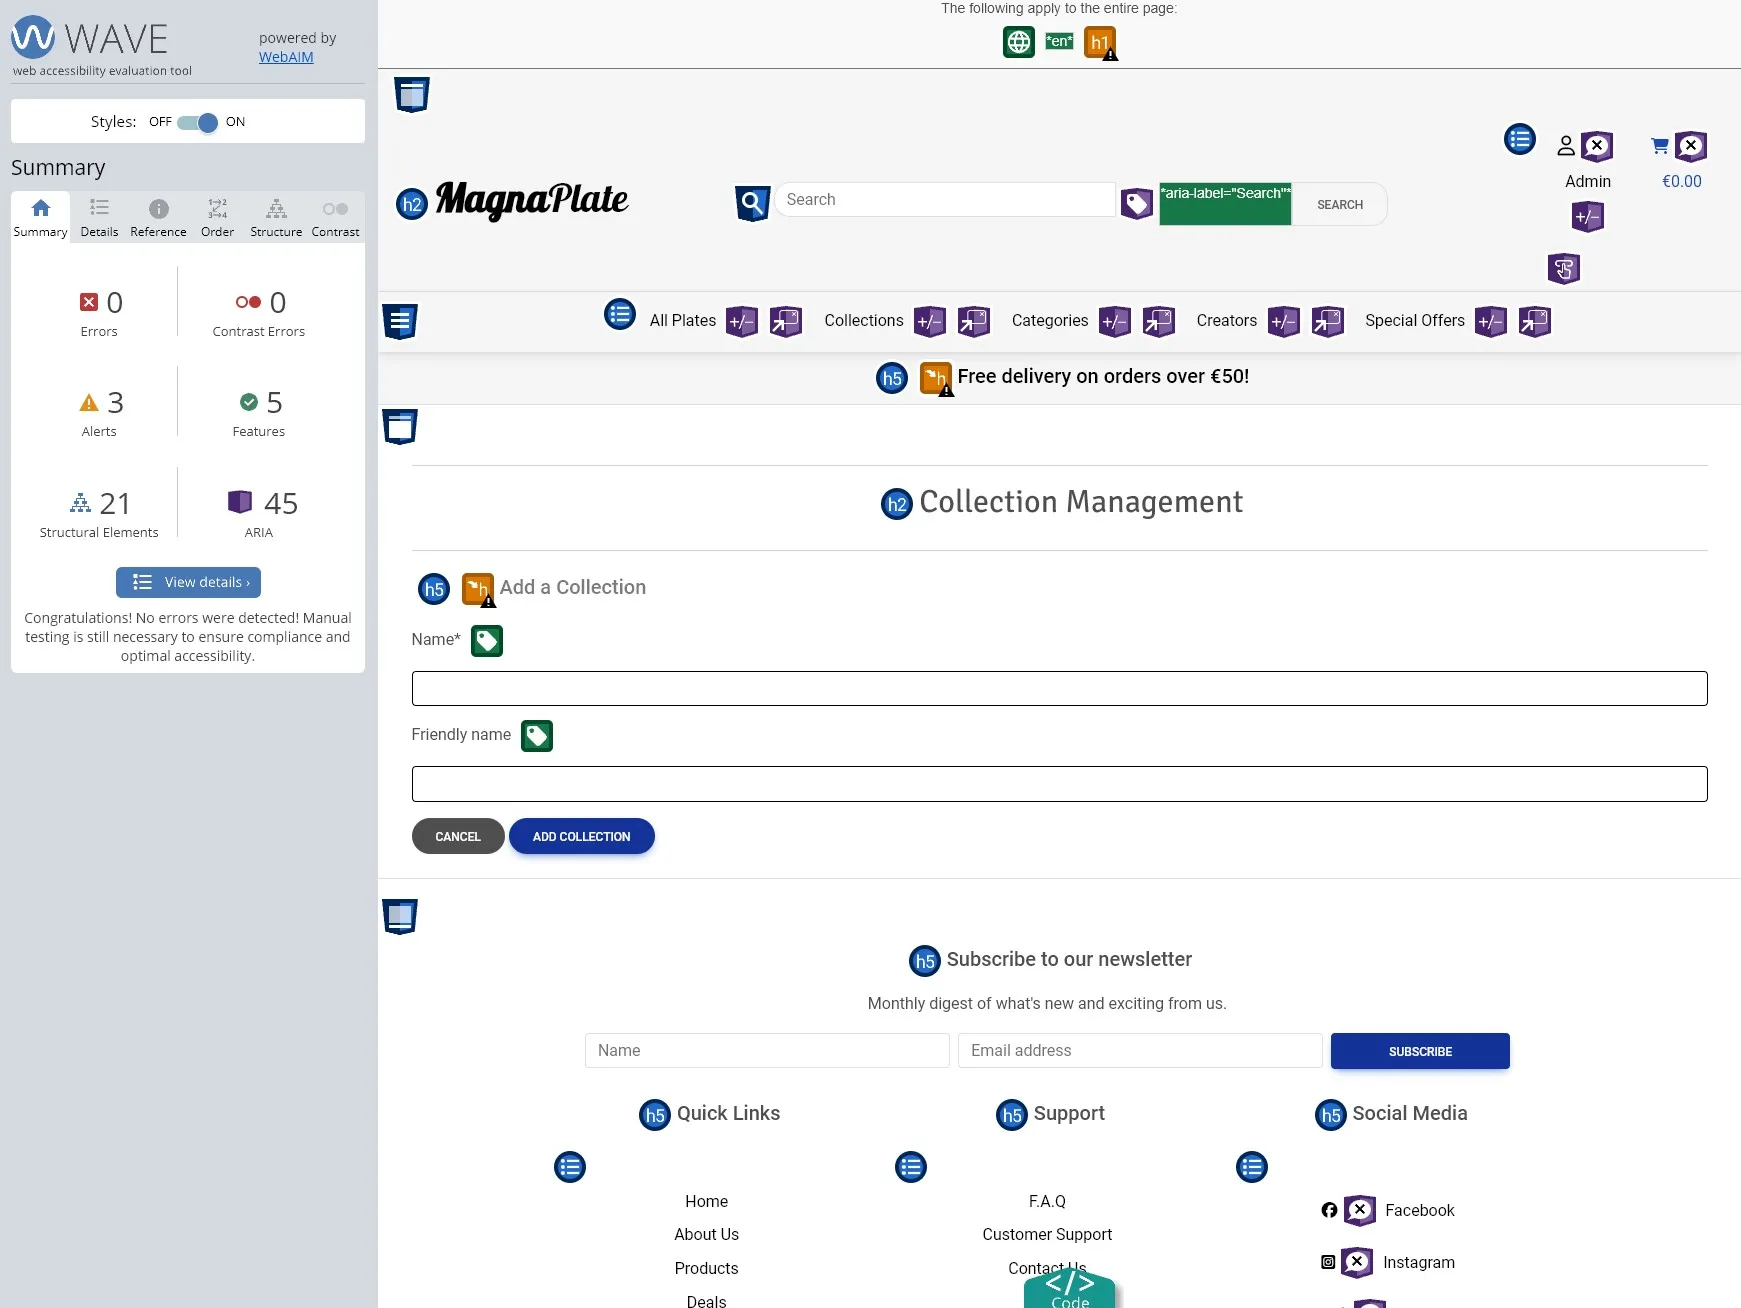 The following apply to the entire page:
*en*
h1
WAVE
powered by
WebAIM
web accessibility evaluation tool
Styles: OFF ON
Summary
Summary Details Reference Order Structure Contrast
0
Errors
0
Contrast Errors
3
Alerts
5
Features
21
Structural Elements
45
ARIA
View details ›
Congratulations! No errors were detected! Manual
testing is still necessary to ensure compliance and
optimal accessibility.
h2 MagnaPlate
Search
*aria-label="Search"*
SEARCH
Admin
+/−
€0.00
All Plates +/− Collections +/− Categories +/− Creators +/− Special Offers +/−
h5 h Free delivery on orders over €50!
h2 Collection Management
h5 h Add a Collection
Name*
Friendly name
CANCEL ADD COLLECTION
h5 Subscribe to our newsletter
Monthly digest of what's new and exciting from us.
Name Email address SUBSCRIBE
h5 Quick Links
Home
About Us
Products
Deals
h5 Support
F.A.Q
Customer Support
Contact Us
</>
Code
h5 Social Media
Facebook
Instagram